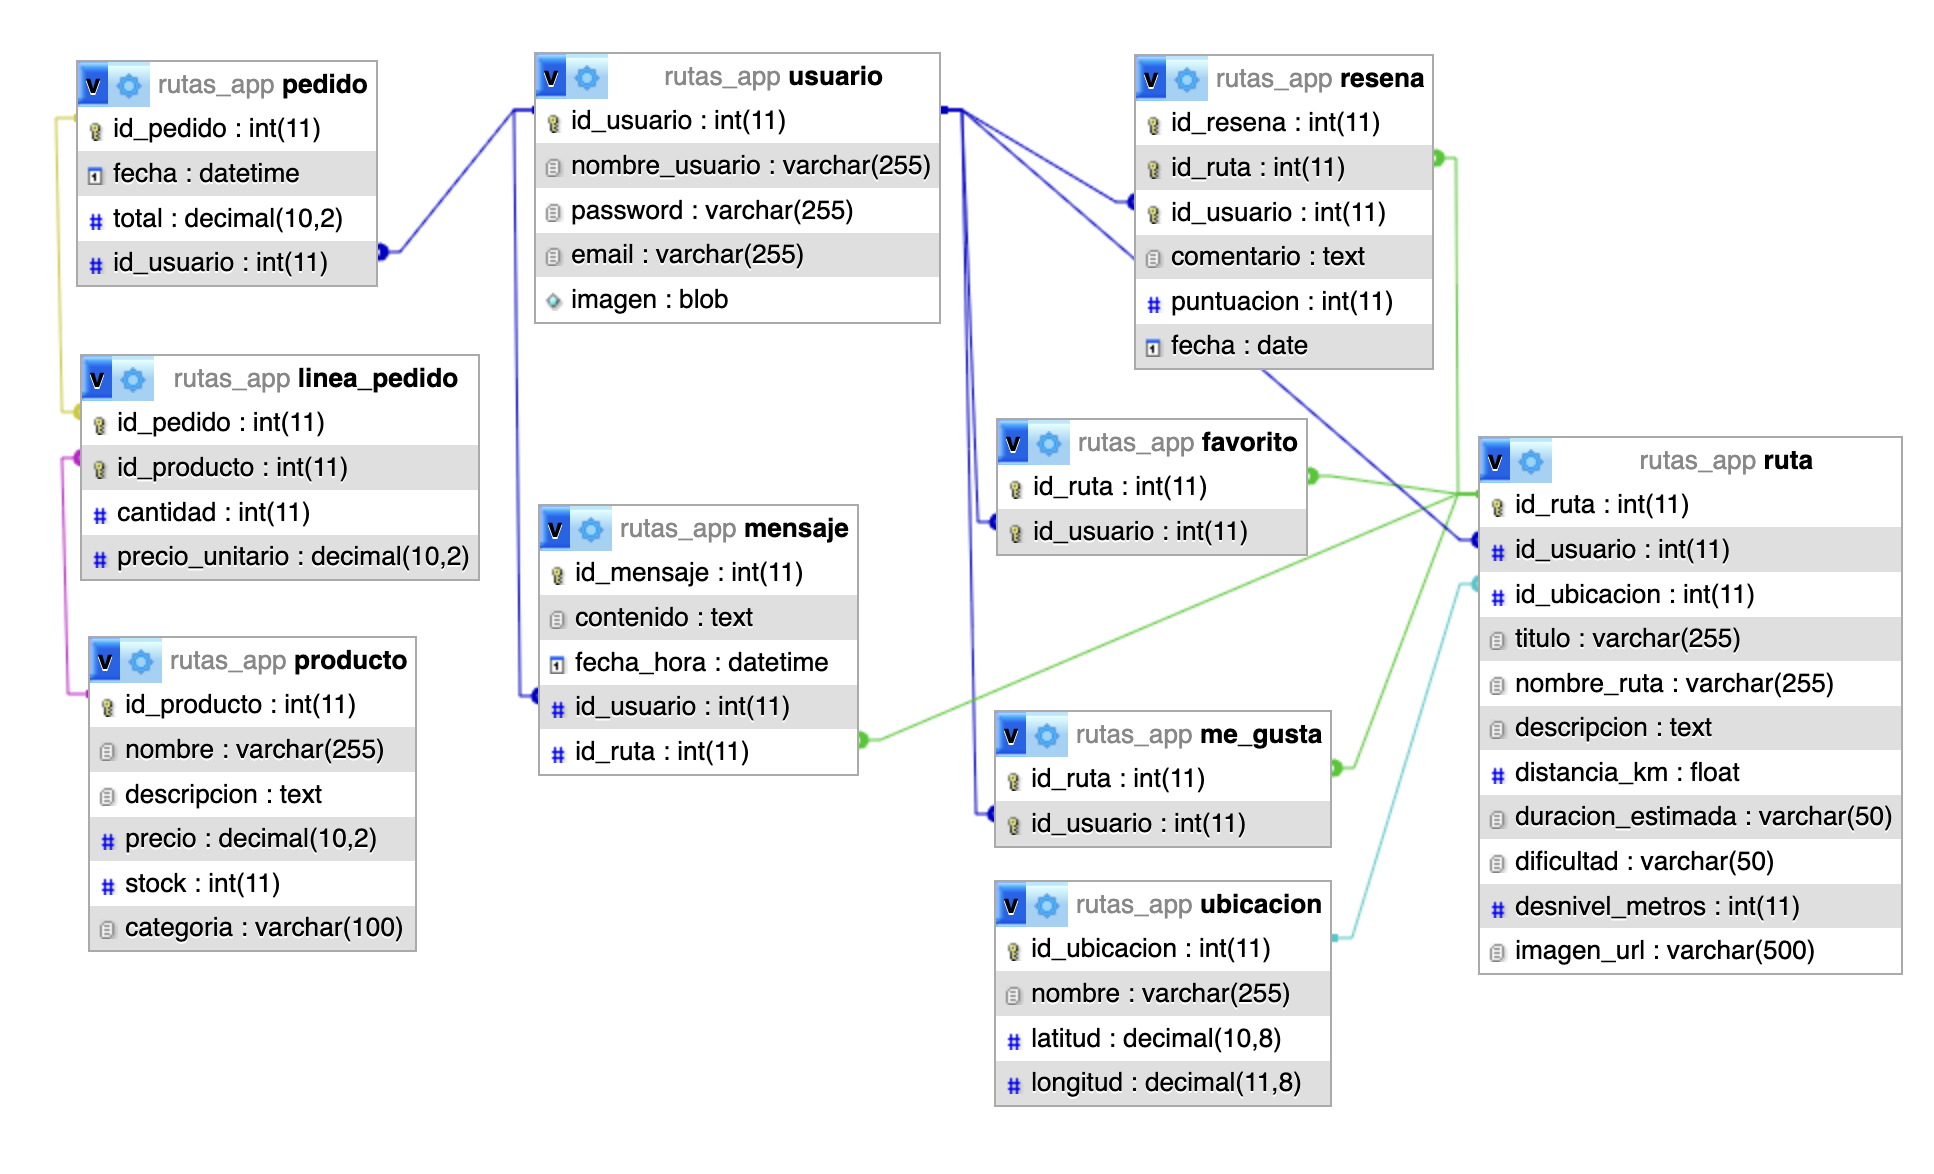 v rutas_app pedido
id_pedido : int(11)
fecha : datetime
total : decimal(10,2)
id_usuario : int(11)
v rutas_app linea_pedido
id_pedido : int(11)
id_producto : int(11)
cantidad : int(11)
precio_unitario : decimal(10,2)
v rutas_app producto
id_producto : int(11)
nombre : varchar(255)
descripcion : text
precio : decimal(10,2)
stock : int(11)
categoria : varchar(100)
v rutas_app usuario
id_usuario : int(11)
nombre_usuario : varchar(255)
password : varchar(255)
email : varchar(255)
imagen : blob
v rutas_app mensaje
id_mensaje : int(11)
contenido : text
fecha_hora : datetime
id_usuario : int(11)
id_ruta : int(11)
v rutas_app resena
id_resena : int(11)
id_ruta : int(11)
id_usuario : int(11)
comentario : text
puntuacion : int(11)
fecha : date
v rutas_app favorito
id_ruta : int(11)
id_usuario : int(11)
v rutas_app me_gusta
id_ruta : int(11)
id_usuario : int(11)
v rutas_app ubicacion
id_ubicacion : int(11)
nombre : varchar(255)
latitud : decimal(10,8)
longitud : decimal(11,8)
v rutas_app ruta
id_ruta : int(11)
id_usuario : int(11)
id_ubicacion : int(11)
titulo : varchar(255)
nombre_ruta : varchar(255)
descripcion : text
distancia_km : float
duracion_estimada : varchar(50)
dificultad : varchar(50)
desnivel_metros : int(11)
imagen_url : varchar(500)